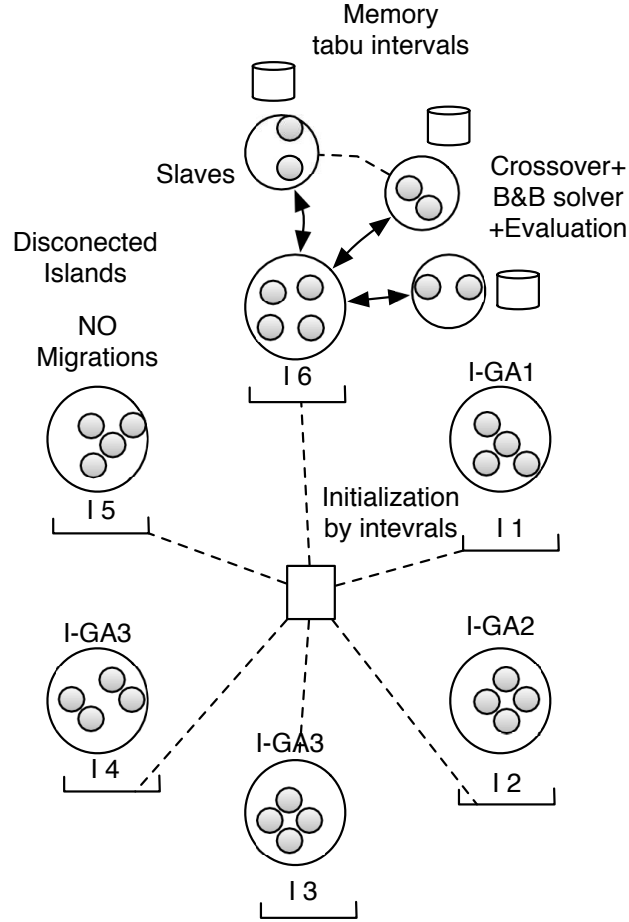 Memory
tabu intervals
Slaves
Crossover+
B&B solver
+Evaluation
Disconected
Islands
NO
Migrations
I 6
I-GA1
I 5
Initialization
by intevrals
I 1
I-GA3
I-GA2
I 4
I-GA3
I 2
I 3